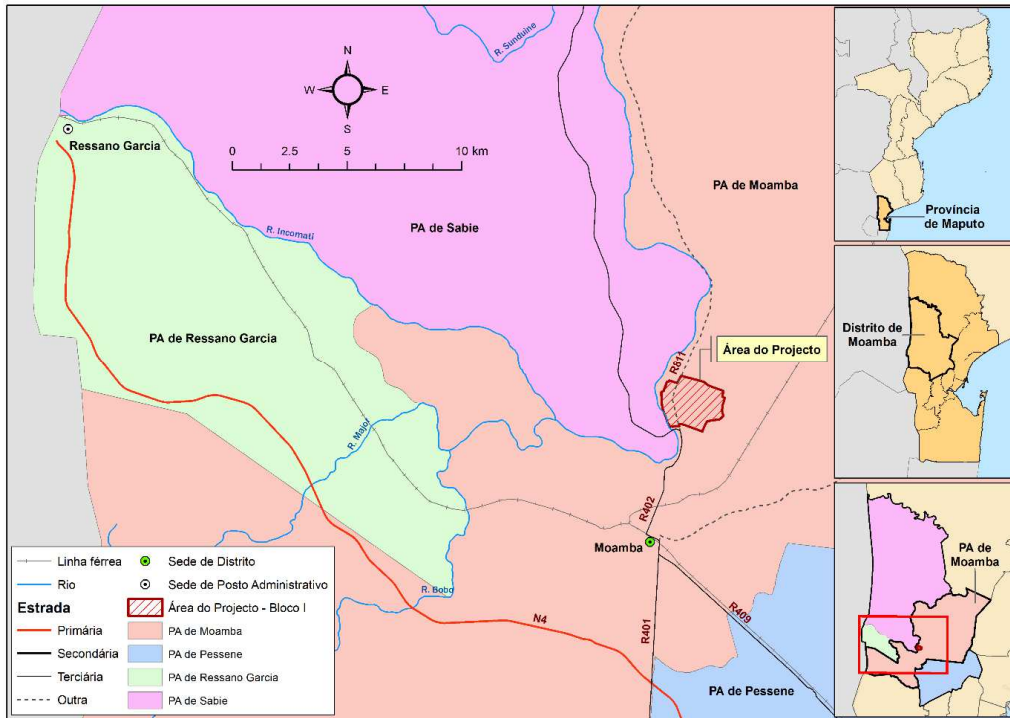 R. Sunduine
N
W
E
S
0
2.5
5
10 km
Ressano Garcia
PA de Moamba
R. Incomati
PA de Sabie
PA de Ressano Garcia
Área do Projecto
R811
R. Major
R402
Moamba
R. Bobo
N4
R401
R409
PA de Pessene
Linha férrea
Rio
Estrada
Primária
Secondária
Terciária
Outra
Sede de Distrito
Sede de Posto Administrativo
Área do Projecto - Bloco I
PA de Moamba
PA de Pessene
PA de Ressano Garcia
PA de Sabie
Província
de Maputo
Distrito de
Moamba
PA de
Moamba